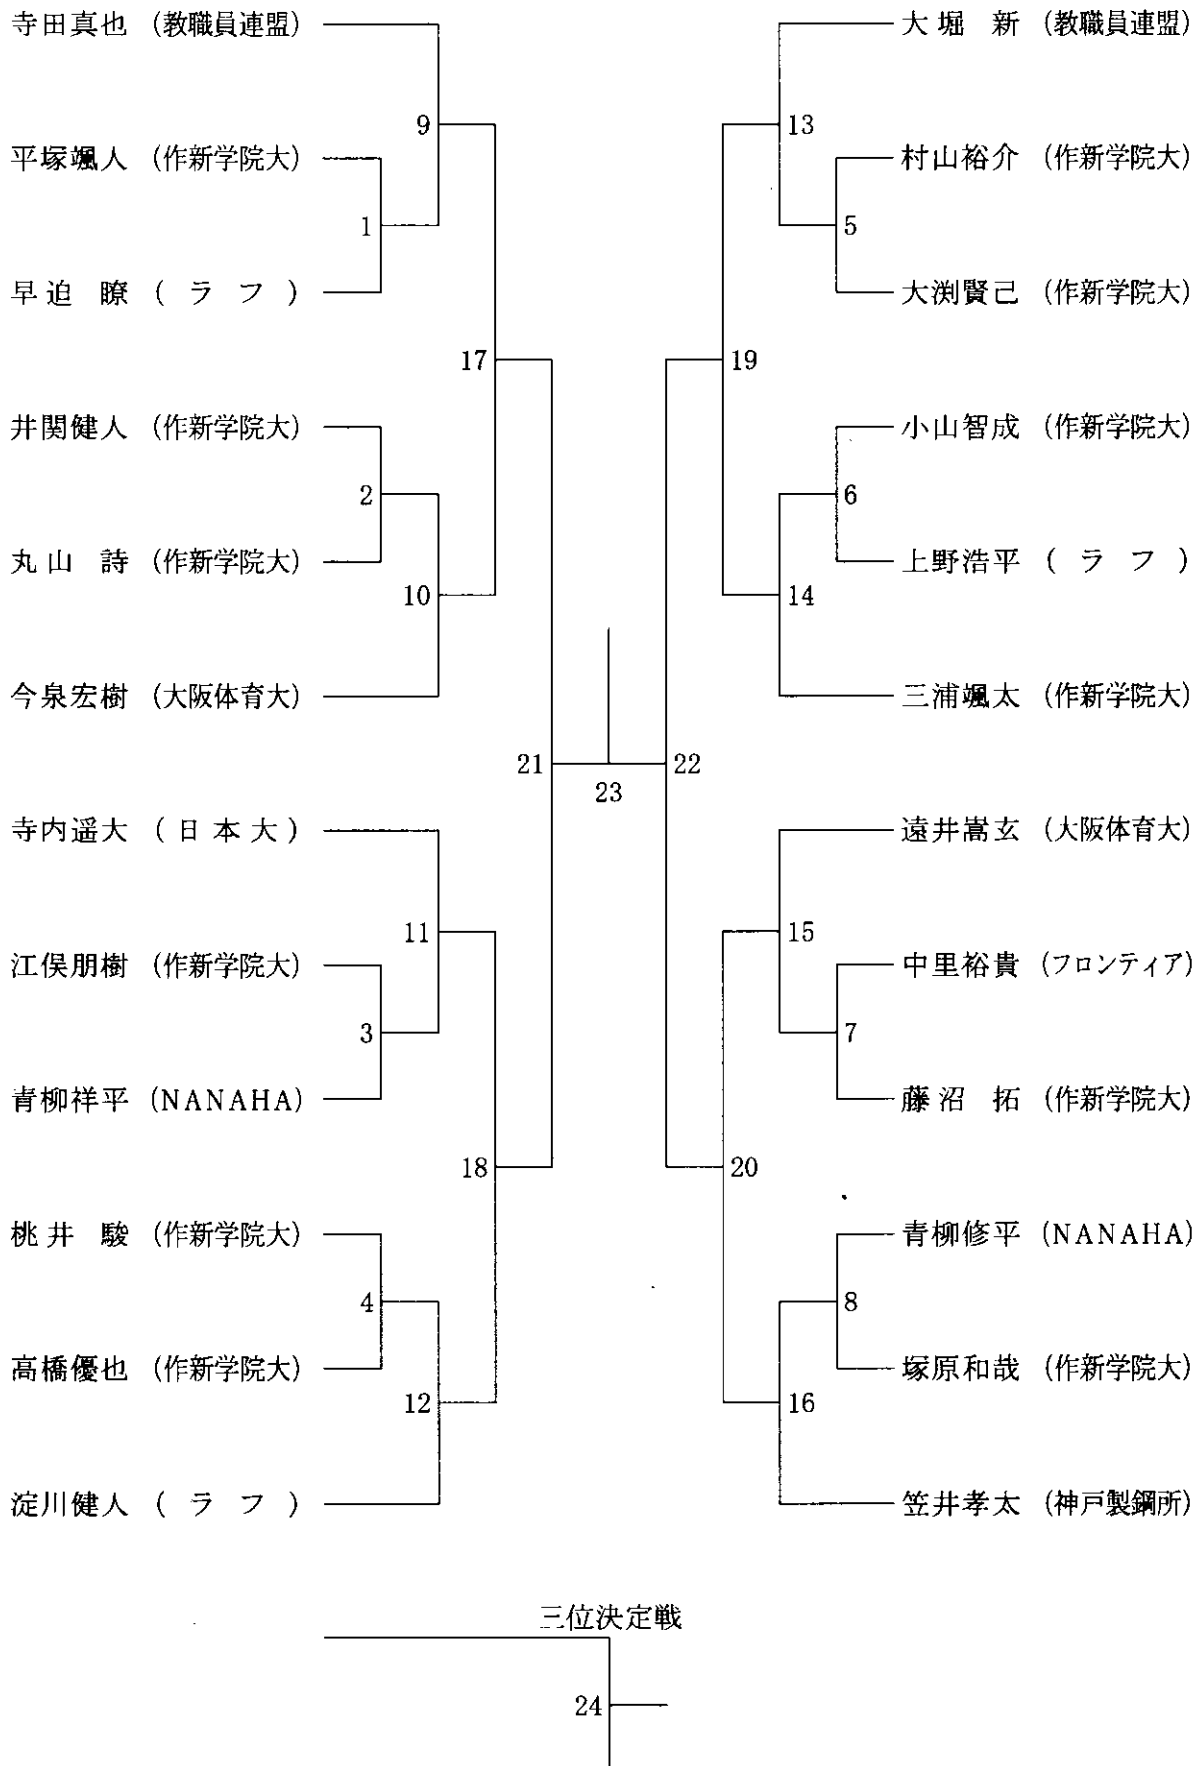 寺田真也 (教職員連盟)
平塚颯人 (作新学院大)
早迫 瞭 (ラフ)
井関健人 (作新学院大)
丸山 詩 (作新学院大)
今泉宏樹 (大阪体育大)
寺内遥大 (日本大)
江俣朋樹 (作新学院大)
青柳祥平 (NANAHA)
桃井 駿 (作新学院大)
高橋優也 (作新学院大)
淀川健人 (ラフ)
1
2
3
4
9
10
11
12
17
18
21
23
22
19
20
13
14
15
16
5
6
7
8
大堀 新 (教職員連盟)
村山裕介 (作新学院大)
大渕賢己 (作新学院大)
小山智成 (作新学院大)
上野浩平 (ラフ)
三浦颯太 (作新学院大)
遠井嵩玄 (大阪体育大)
中里裕貴 (フロンティア)
藤沼 拓 (作新学院大)
青柳修平 (NANAHA)
塚原和哉 (作新学院大)
笠井孝太 (神戸製鋼所)
三位決定戦
24